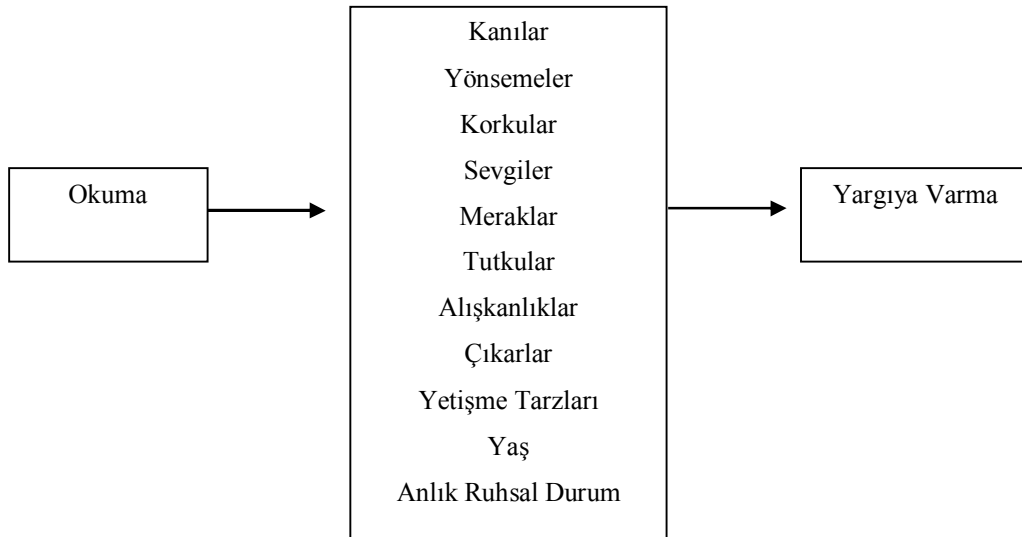 Okuma
Kanılar
Yönsemeler
Korkular
Sevgiler
Meraklar
Tutkular
Alışkanlıklar
Çıkarlar
Yetişme Tarzları
Yaş
Anlık Ruhsal Durum
Yargıya Varma